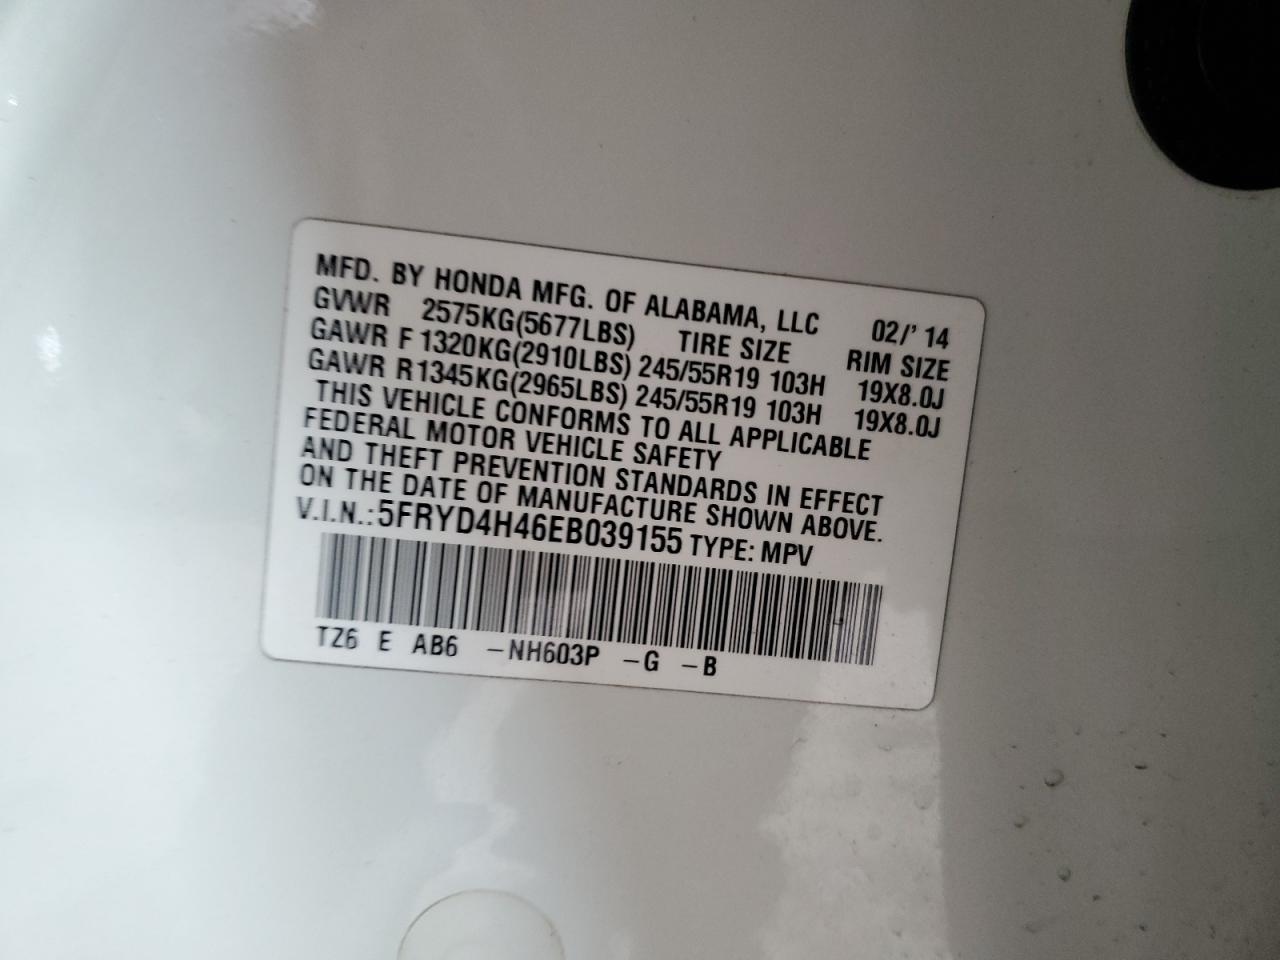 MFD. BY HONDA MFG. OF ALABAMA, LLC 02/' 14
GVWR 2575KG(5677LBS) TIRE SIZE RIM SIZE
GAWR F 1320KG(2910LBS) 245/55R19 103H 19X8.0J
GAWR R1345KG(2965LBS) 245/55R19 103H 19X8.0J
THIS VEHICLE CONFORMS TO ALL APPLICABLE
FEDERAL MOTOR VEHICLE SAFETY
AND THEFT PREVENTION STANDARDS IN EFFECT
ON THE DATE OF MANUFACTURE SHOWN ABOVE.
V.I.N.:5FRYD4H46EB039155 TYPE: MPV
TZ6 E AB6 -NH603P -G -B